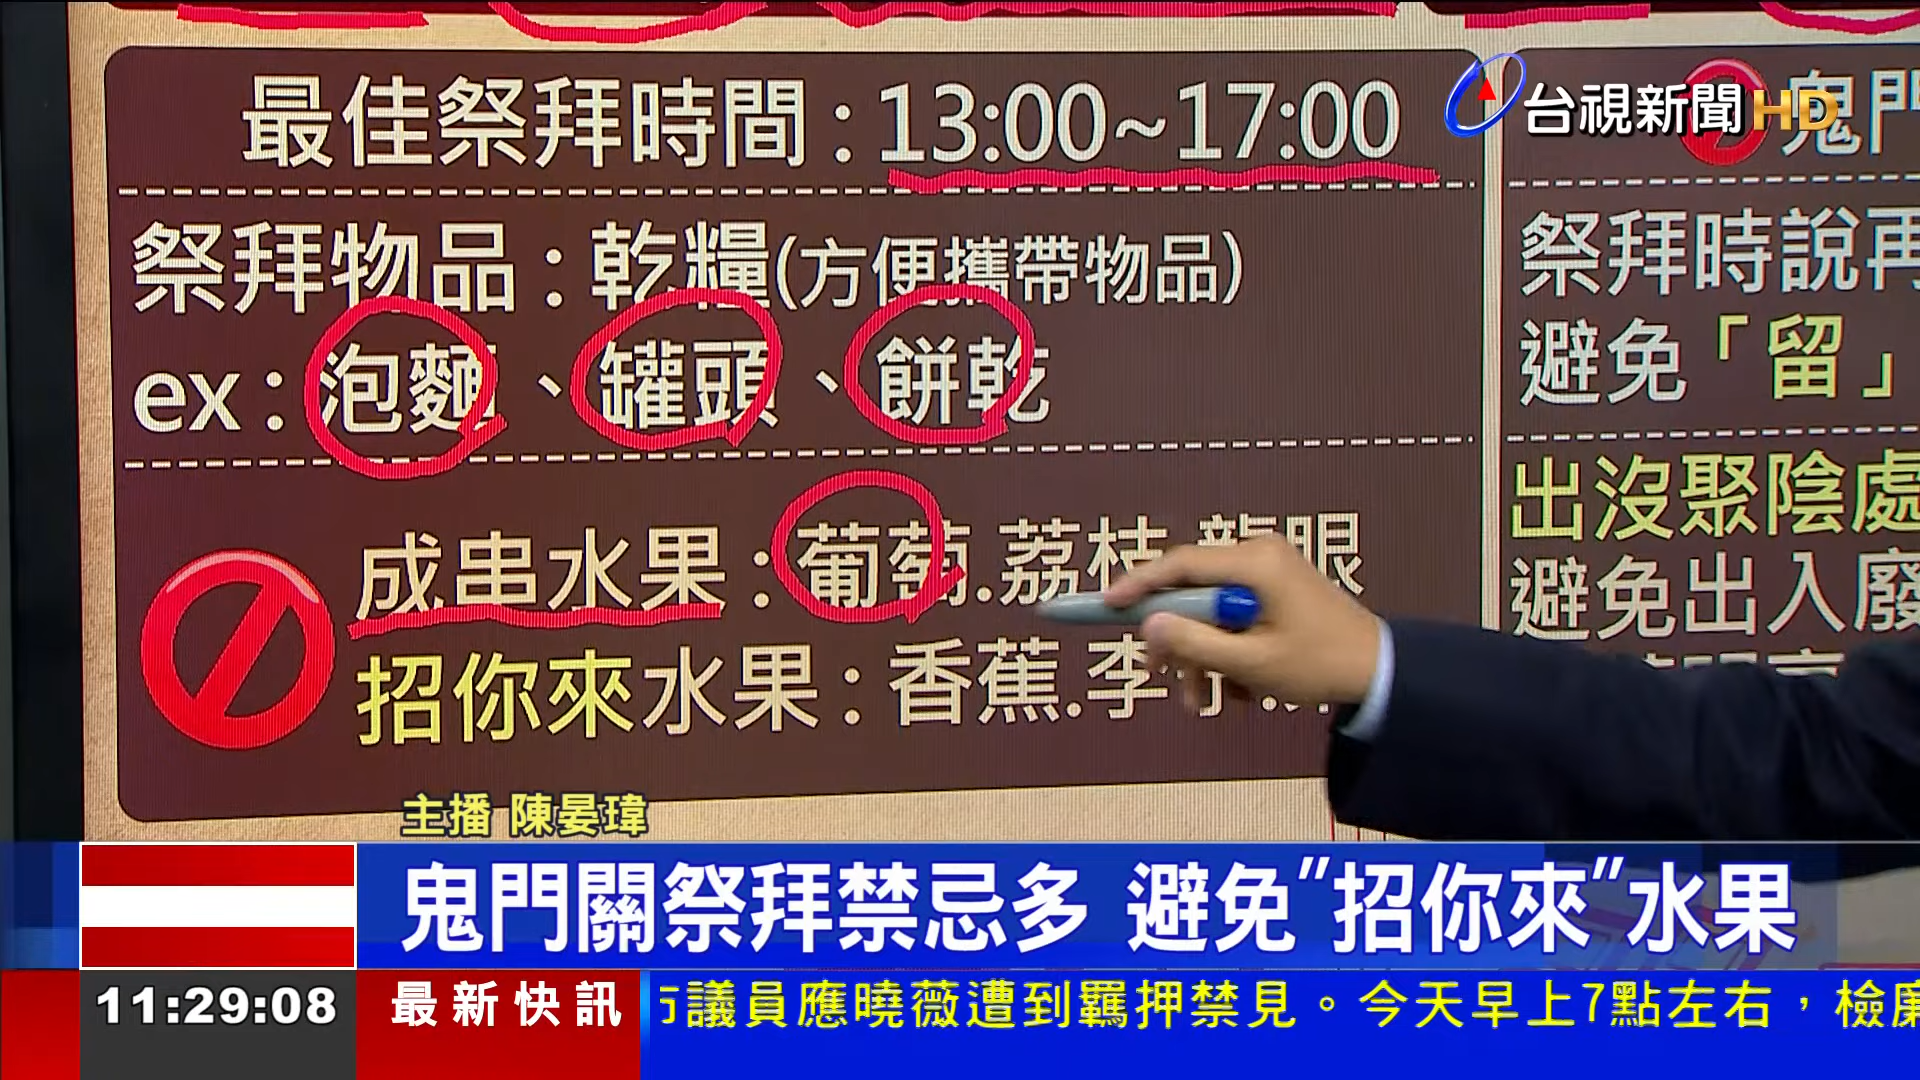 最佳祭拜時間：13:00~17:00
祭拜物品：乾糧(方便攜帶物品)
ex：泡麵、罐頭、餅乾
成串水果：葡萄.荔枝.龍眼
招你來水果：香蕉.李
台視新聞HD
鬼門
祭拜時說再
避免「留」
出沒聚陰處
避免出入廢
主播 陳晏瑋
鬼門關祭拜禁忌多 避免"招你來"水果
11:29:08
最新快訊
議員應曉薇遭到羈押禁見。今天早上7點左右，檢廉